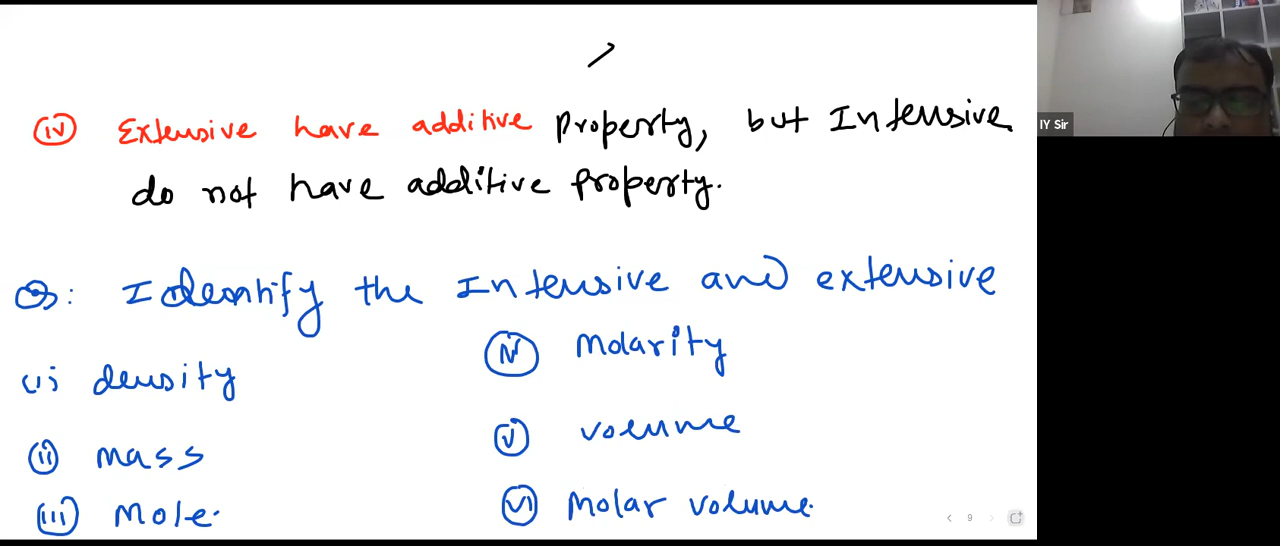 (iv) Extensive have additive property, but Intensive
do not have additive property.
Q: Identify the Intensive and extensive
(i) density
(ii) mass
(iii) Mole.
(iv) Molarity
(v) volume
(vi) Molar volume.
IY Sir
9